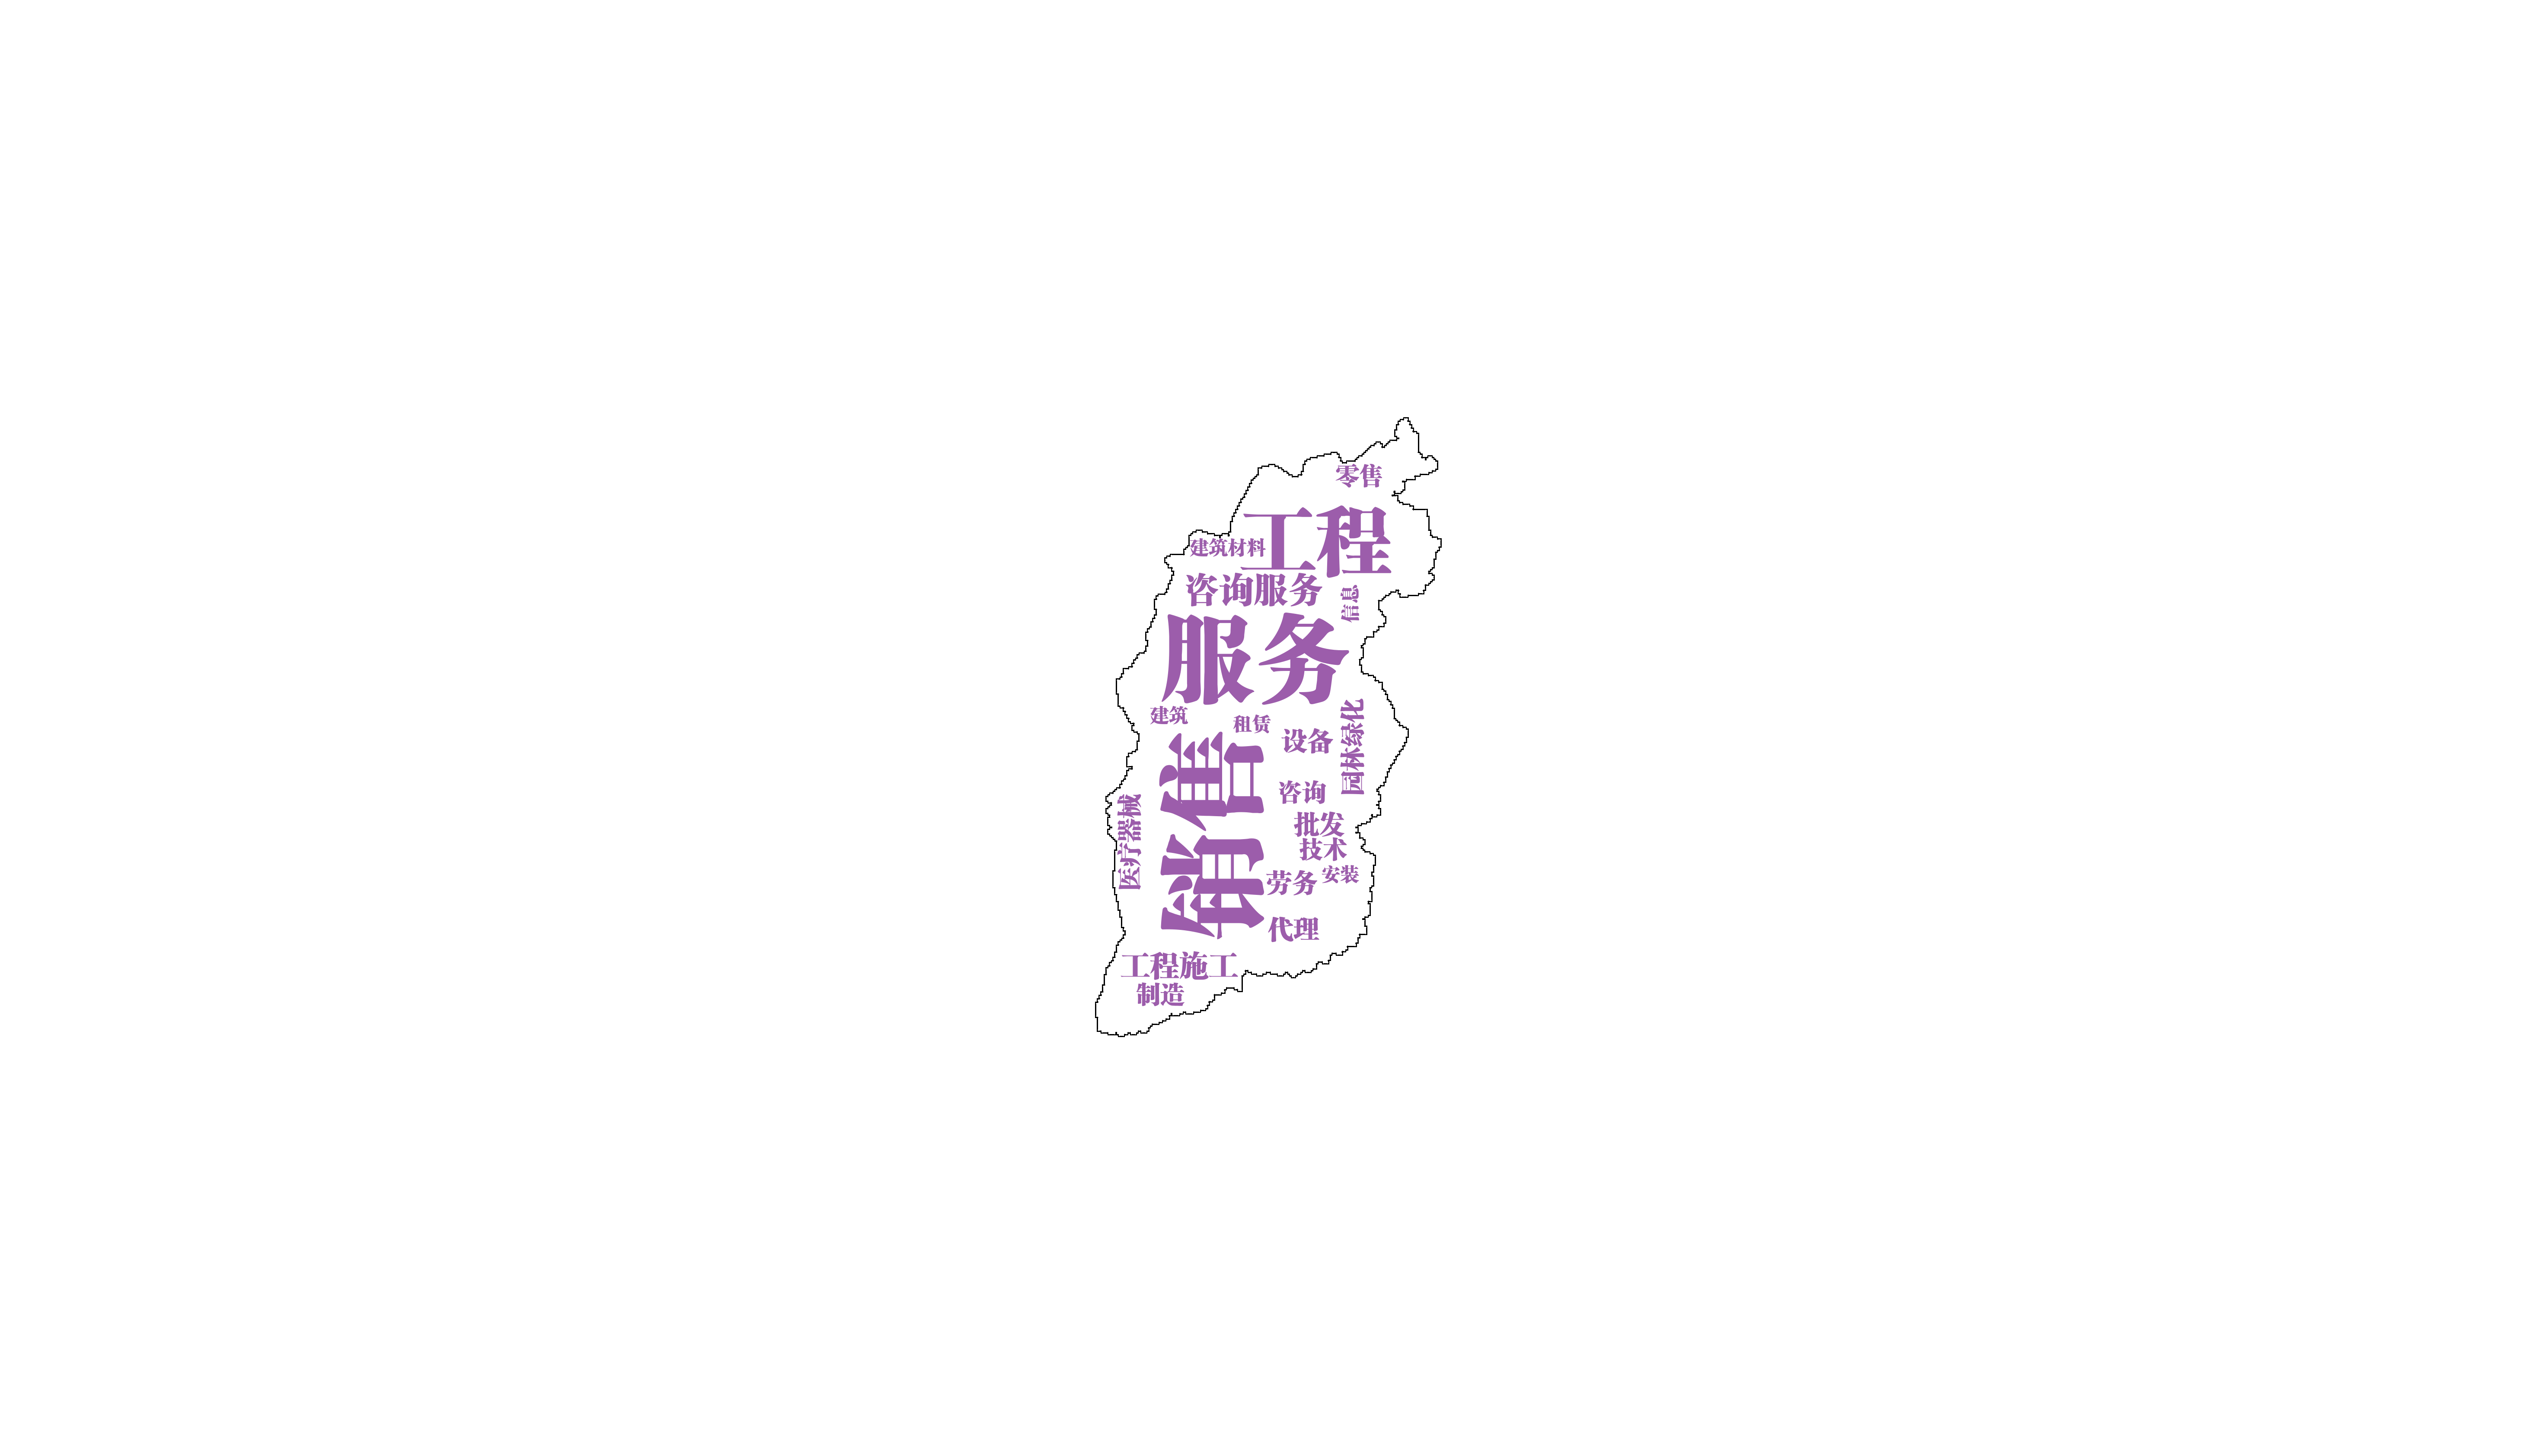 零售
工程
建筑材料
咨询服务
信息
服务
建筑
租赁
设备
园林绿化
销售
咨询
医疗器械
批发
技术
劳务
安装
代理
工程施工
制造